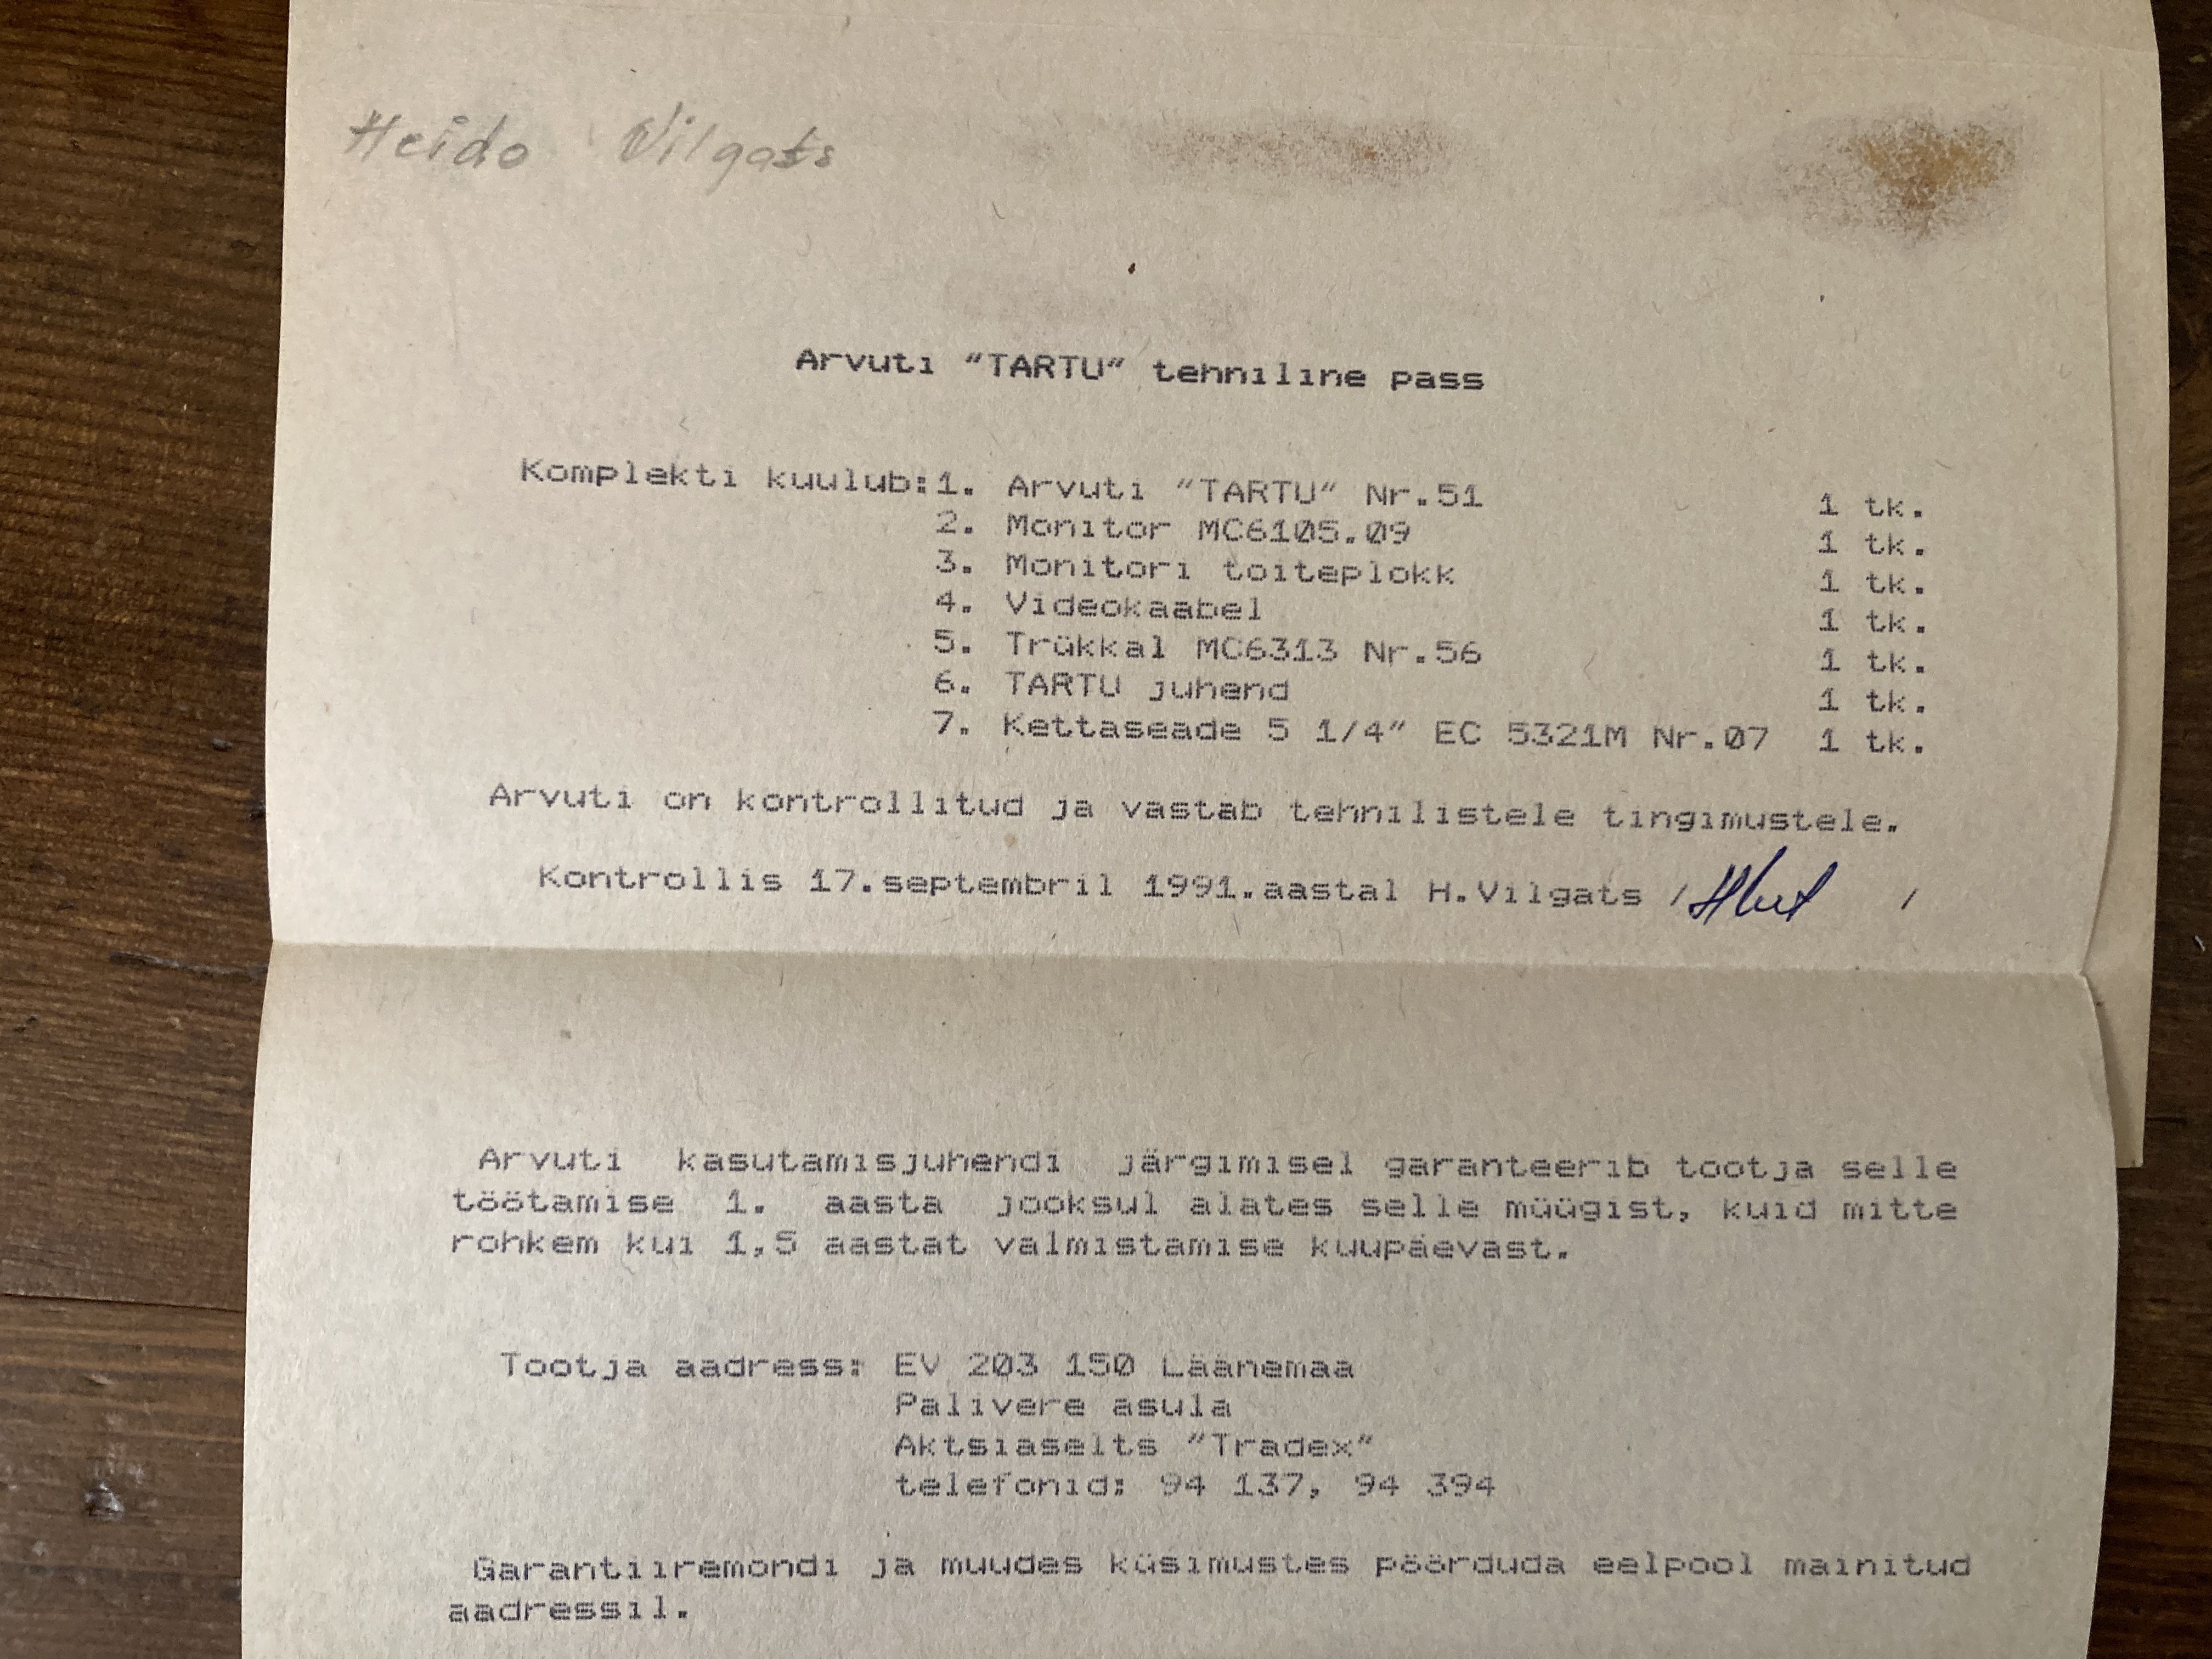 Heido Vilgats
Arvuti "TARTU" tehniline pass
Komplekti kuulub:1. Arvuti "TARTU" Nr.51 1 tk.
2. Monitor MC6105.09 1 tk.
3. Monitori toiteplokk 1 tk.
4. Videokaabel 1 tk.
5. Trükkal MC6313 Nr.56 1 tk.
6. TARTU juhend 1 tk.
7. Kettaseade 5 1/4" EC 5321M Nr.07 1 tk.
Arvuti on kontrollitud ja vastab tehnilistele tingimustele.
Kontrollis 17.septembril 1991.aastal H.Vilgats / /
Arvuti kasutamisjuhendi järgimisel garanteerib tootja selle
töötamise 1. aasta jooksul alates selle müügist, kuid mitte
rohkem kui 1,5 aastat valmistamise kuupäevast.
Tootja aadress: EV 203 150 Läänemaa
Palivere asula
Aktsiaselts "Tradex"
telefonid: 94 137, 94 394
Garantiiremondi ja muudes küsimustes pöörduda eelpool mainitud
aadressil.